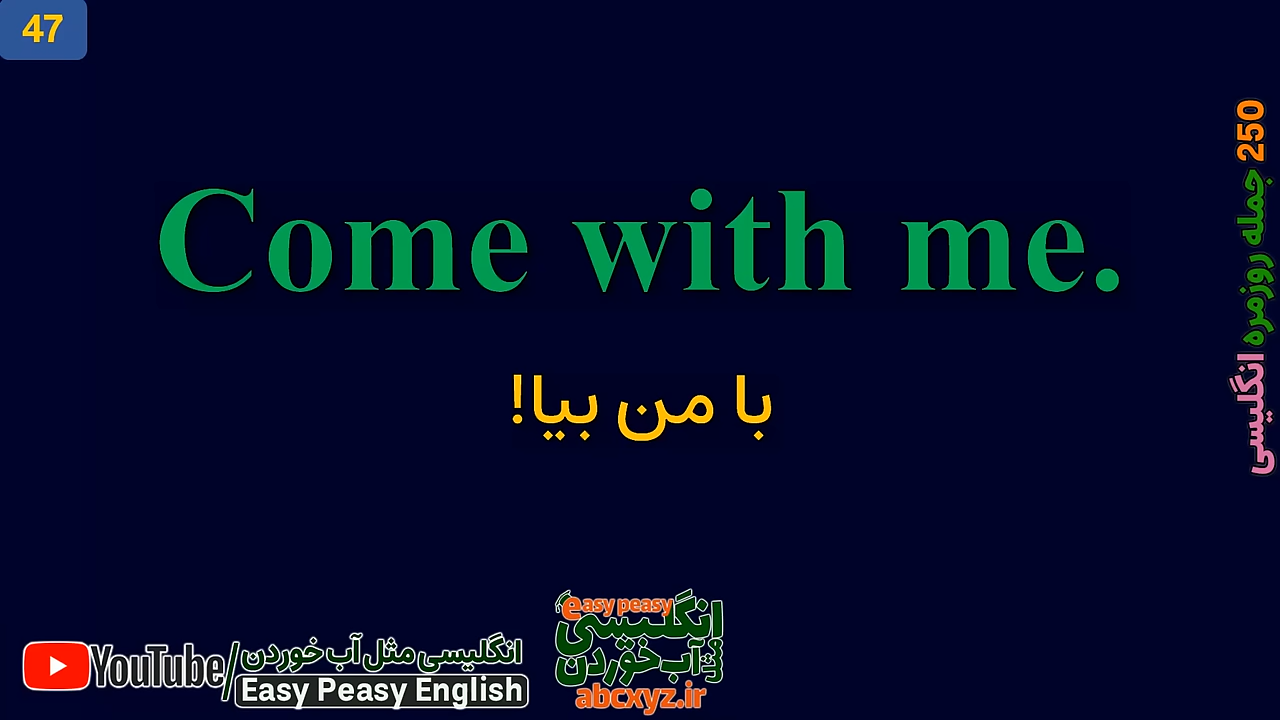 47
Come with me.
با من بیا!
250 جمله روزمره انگلیسی
YouTube/انگلیسی مثل آب خوردن
Easy Peasy English
easy peasy
انگلیسی
مثل آب خوردن
abcxyz.ir